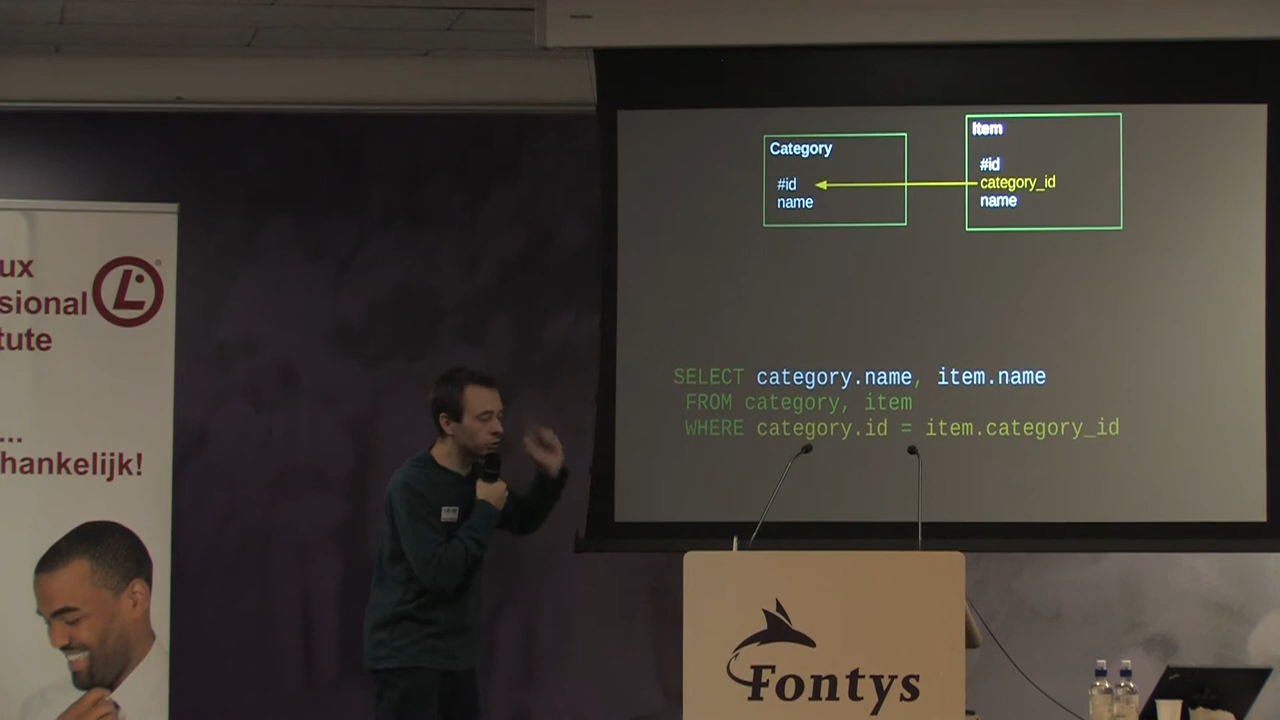 ux
sional
tute
L
®
...
hankelijk!
Category
#id
name
Item
#id
category_id
name
SELECT category.name, item.name
FROM category, item
WHERE category.id = item.category_id
Fontys